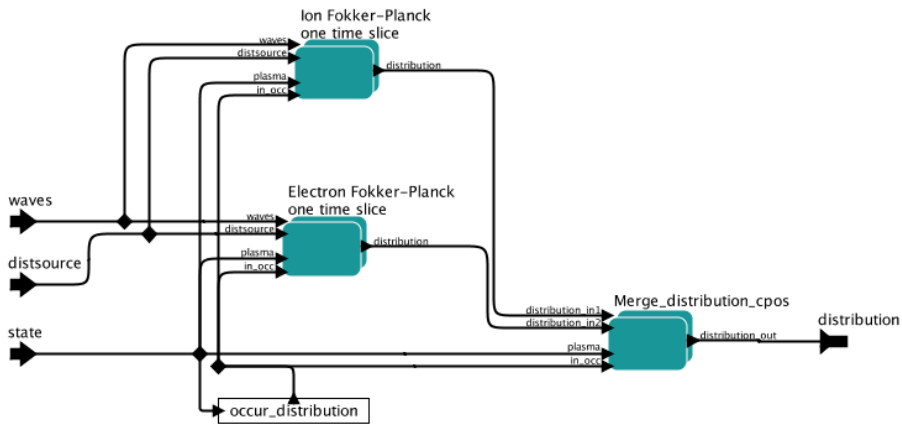 Ion Fokker-Planck
one time slice
waves
distsource
plasma
in_occ
distribution
Electron Fokker-Planck
one time slice
waves
distsource
plasma
in_occ
distribution
waves
distsource
state
Merge_distribution_cpos
distribution_in1
distribution_in2
plasma
in_occ
distribution_out
distribution
occur_distribution